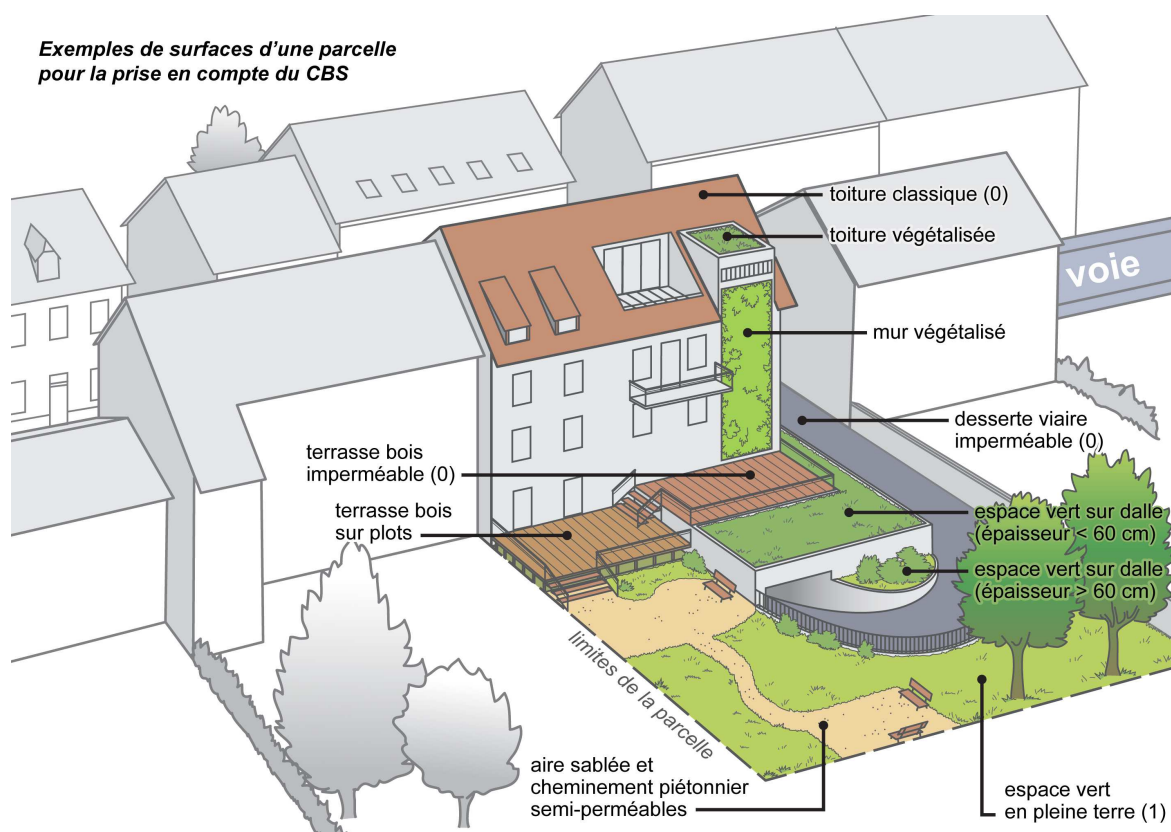 Exemples de surfaces d'une parcelle
pour la prise en compte du CBS
toiture classique (0)
toiture végétalisée
voie
mur végétalisé
desserte viaire
imperméable (0)
terrasse bois
imperméable (0)
terrasse bois
sur plots
espace vert sur dalle
(épaisseur < 60 cm)
espace vert sur dalle
(épaisseur > 60 cm)
limites de la parcelle
aire sablée et
cheminement piétonnier
semi-perméables
espace vert
en pleine terre (1)